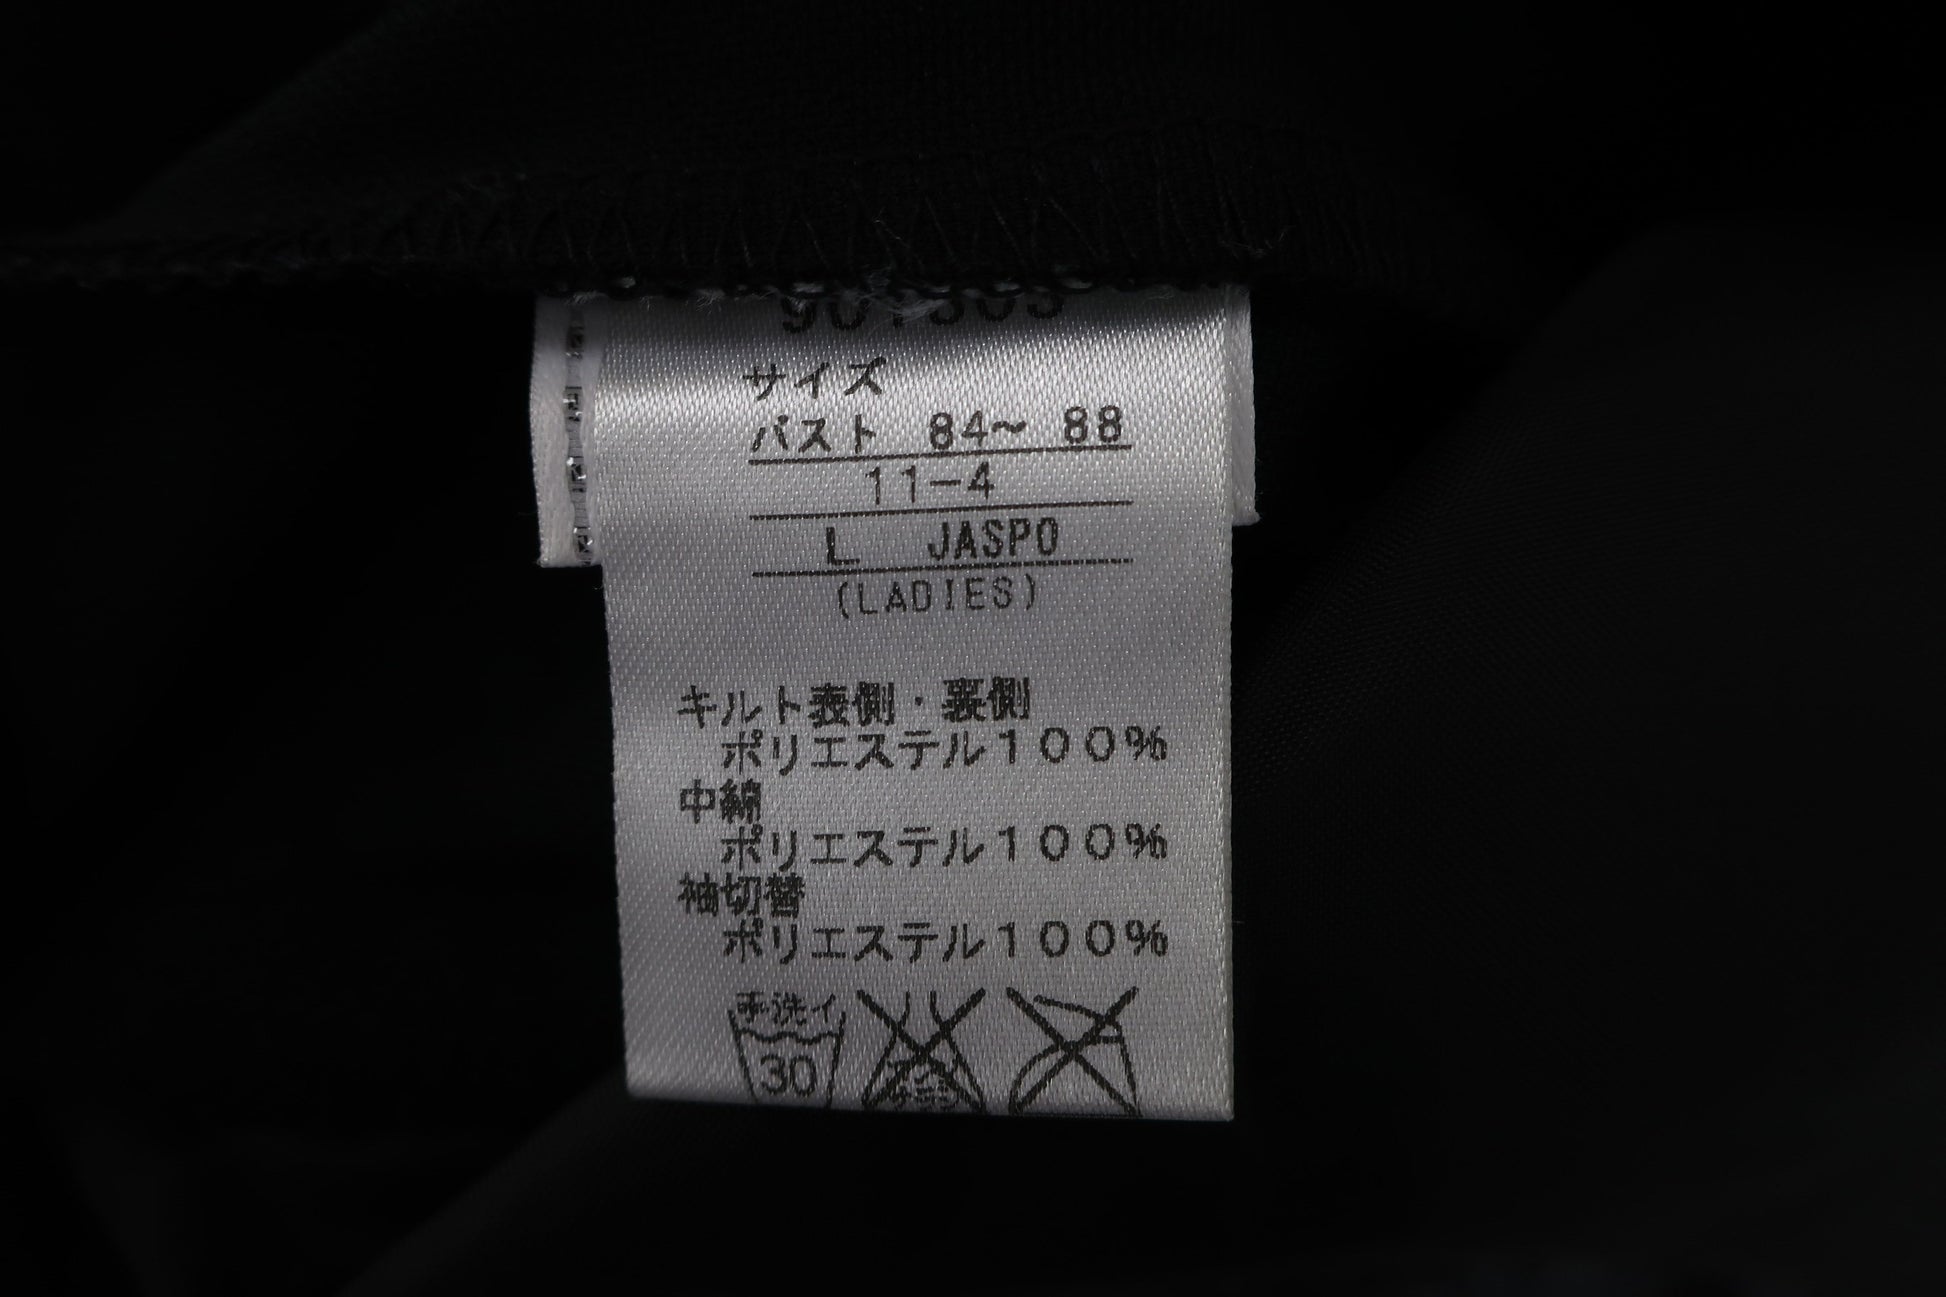 901303
サイズ
バスト 84～ 88
11-4
L JASPO
(LADIES)
キルト表側・裏側
ポリエステル100%
中綿
ポリエステル100%
袖切替
ポリエステル100%
手洗イ
30